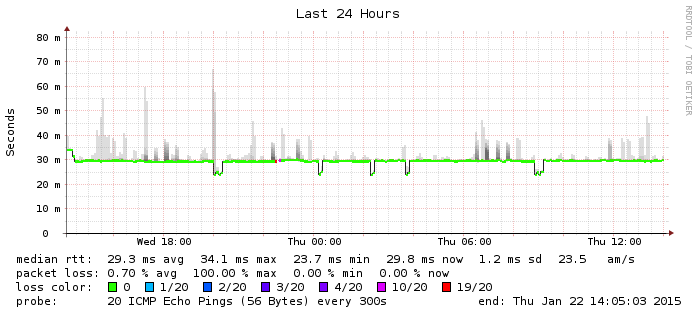 Last 24 Hours
RRDTOOL / TOBI OETIKER
Seconds
80 m
70 m
60 m
50 m
40 m
30 m
20 m
10 m
0
Wed 18:00 Thu 00:00 Thu 06:00 Thu 12:00
median rtt: 29.3 ms avg 34.1 ms max 23.7 ms min 29.8 ms now 1.2 ms sd 23.5 am/s
packet loss: 0.70 % avg 100.00 % max 0.00 % min 0.00 % now
loss color: 0 1/20 2/20 3/20 4/20 10/20 19/20
probe: 20 ICMP Echo Pings (56 Bytes) every 300s end: Thu Jan 22 14:05:03 2015